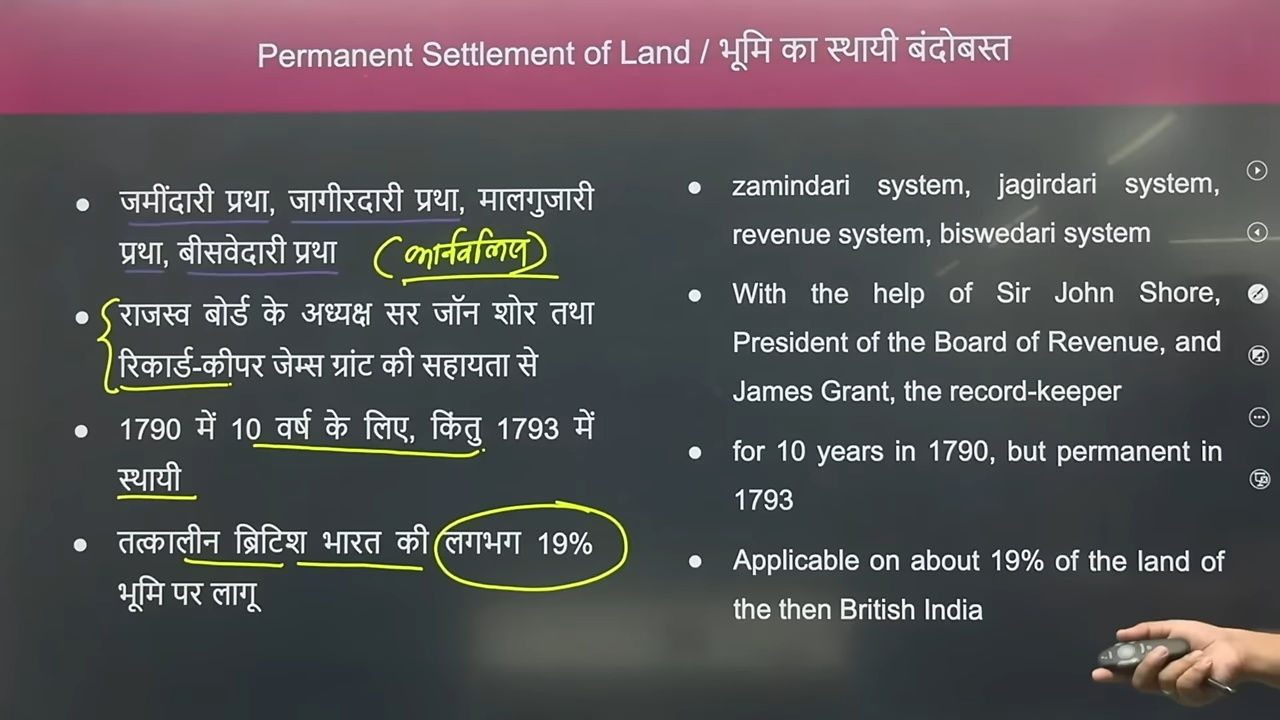 Permanent Settlement of Land / भूमि का स्थायी बंदोबस्त
• जमींदारी प्रथा, जागीरदारी प्रथा, मालगुजारी
प्रथा, बीसवेदारी प्रथा (कार्नवालिस)
• राजस्व बोर्ड के अध्यक्ष सर जॉन शोर तथा
रिकार्ड-कीपर जेम्स ग्रांट की सहायता से
• 1790 में 10 वर्ष के लिए, किंतु 1793 में
स्थायी
• तत्कालीन ब्रिटिश भारत की लगभग 19%
भूमि पर लागू
• zamindari system, jagirdari system,
revenue system, biswedari system
• With the help of Sir John Shore,
President of the Board of Revenue, and
James Grant, the record-keeper
• for 10 years in 1790, but permanent in
1793
• Applicable on about 19% of the land of
the then British India